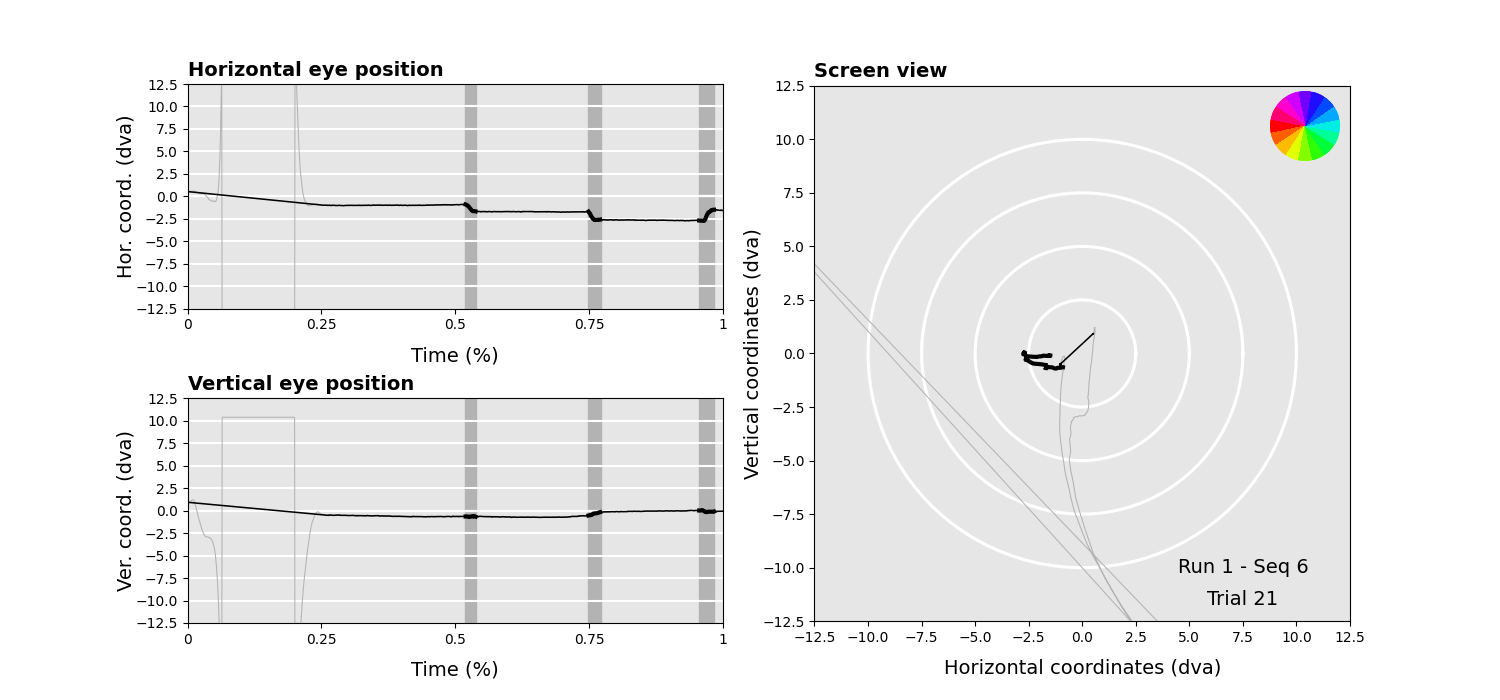 Horizontal eye position
12.5
10.0
7.5
5.0
2.5
0.0
−2.5
−5.0
−7.5
−10.0
−12.5
Hor. coord. (dva)
0 0.25 0.5 0.75 1
Time (%)
Vertical eye position
12.5
10.0
7.5
5.0
2.5
0.0
−2.5
−5.0
−7.5
−10.0
−12.5
Ver. coord. (dva)
0 0.25 0.5 0.75 1
Time (%)
Screen view
12.5
10.0
7.5
5.0
2.5
0.0
−2.5
−5.0
−7.5
−10.0
−12.5
Vertical coordinates (dva)
Run 1 - Seq 6
Trial 21
−12.5 −10.0 −7.5 −5.0 −2.5 0.0 2.5 5.0 7.5 10.0 12.5
Horizontal coordinates (dva)